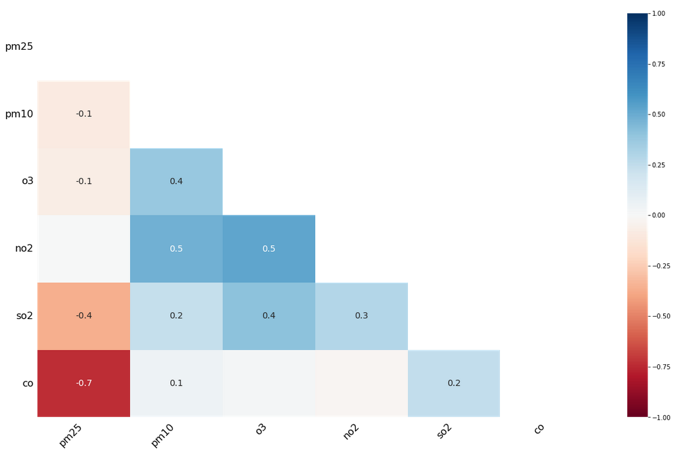 1.00
pm25
0.75
pm10 -0.1
0.50
0.25
o3 -0.1 0.4
0.00
no2 0.5 0.5
−0.25
so2 -0.4 0.2 0.4 0.3
−0.50
−0.75
co -0.7 0.1 0.2
−1.00
pm25 pm10 o3 no2 so2 co